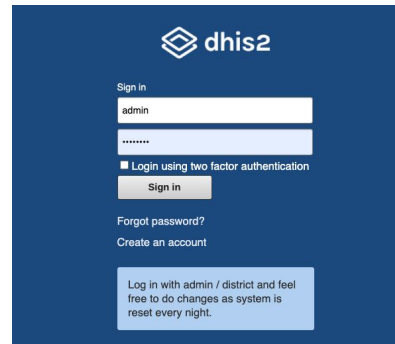 dhis2
Sign in
admin
••••••••
Login using two factor authentication
Sign in
Forgot password?
Create an account
Log in with admin / district and feel
free to do changes as system is
reset every night.